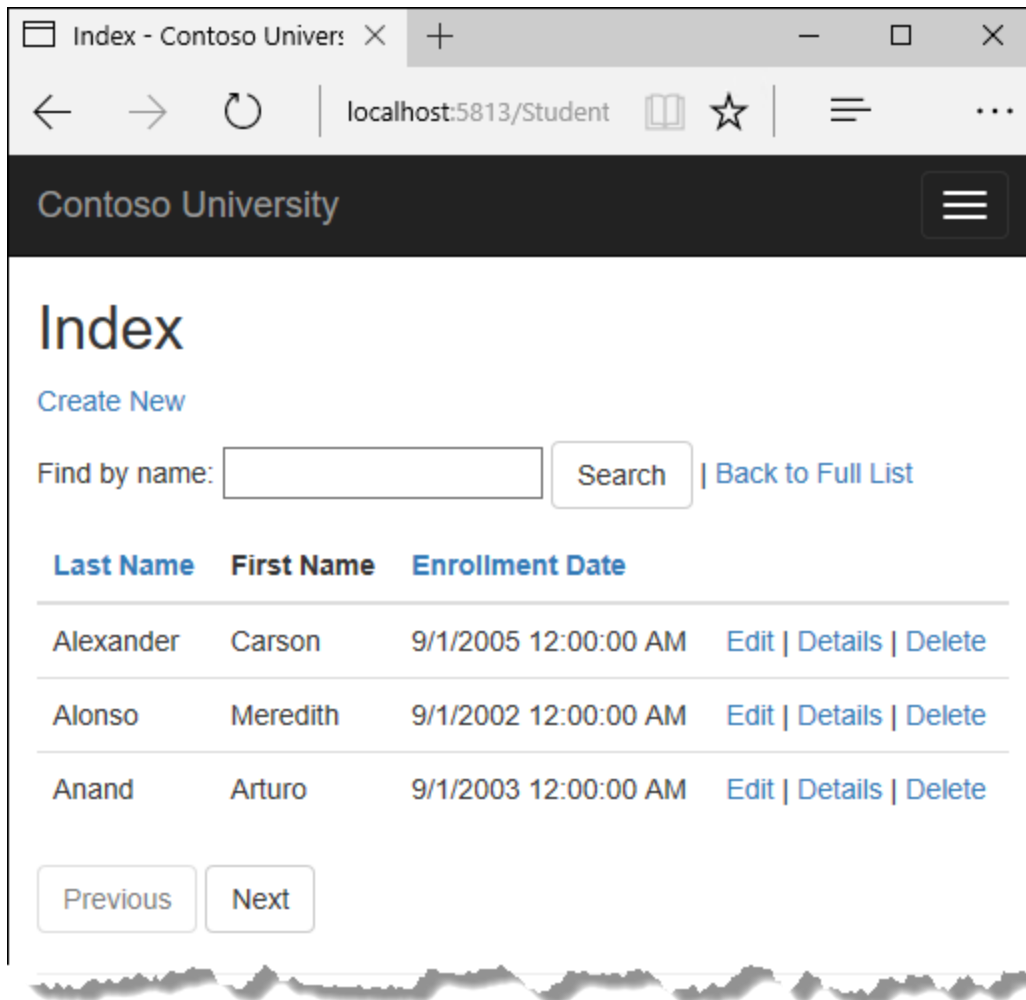 Index - Contoso Univers
localhost:5813/Student
Contoso University
Index
Create New
Find by name: Search | Back to Full List
Last Name First Name Enrollment Date
Alexander Carson 9/1/2005 12:00:00 AM Edit | Details | Delete
Alonso Meredith 9/1/2002 12:00:00 AM Edit | Details | Delete
Anand Arturo 9/1/2003 12:00:00 AM Edit | Details | Delete
Previous Next